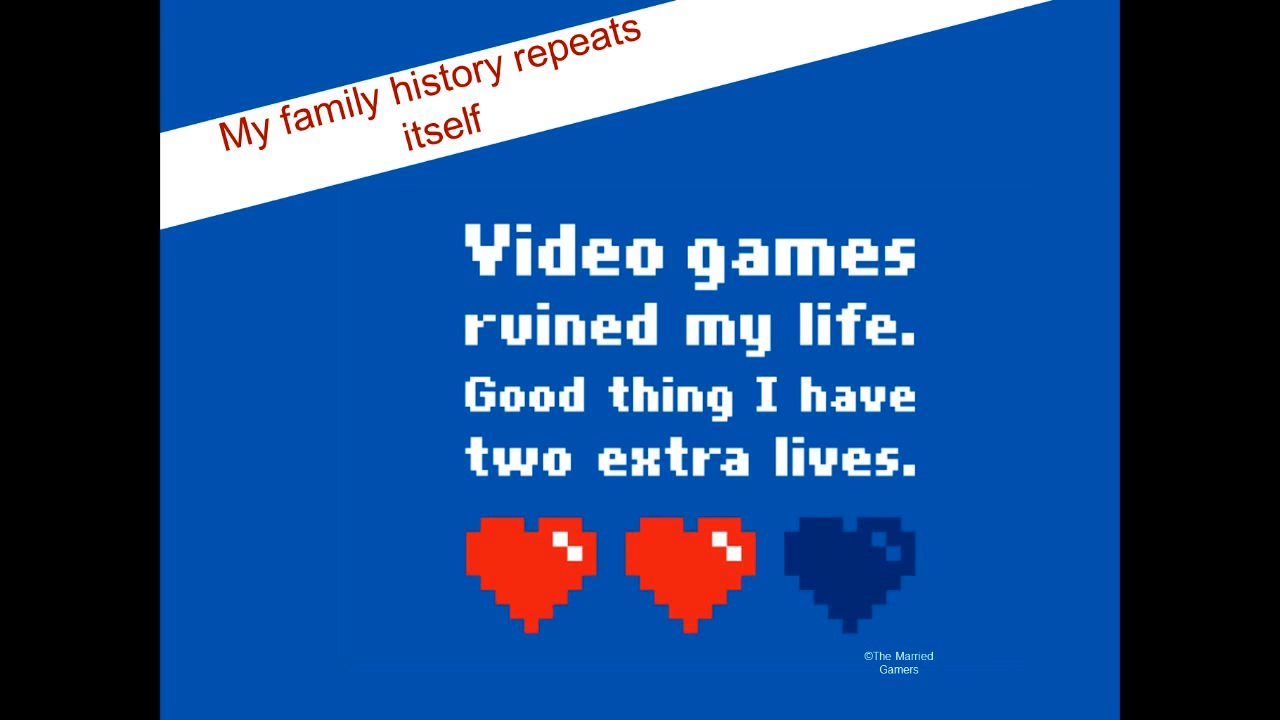 My family history repeats
itself
Video games
ruined my life.
Good thing I have
two extra lives.
©The Married
Gamers